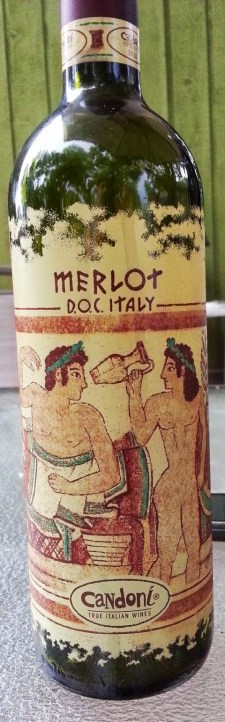 MERLOT
D.O.C. ITALY
CANDONI®
TRUE ITALIAN WINES